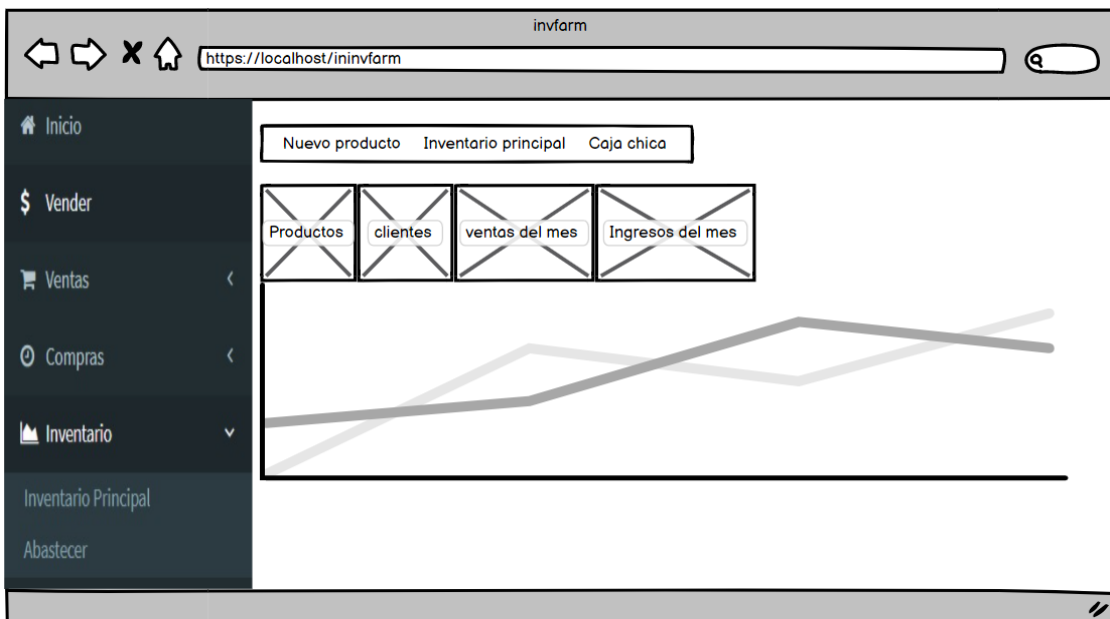 invfarm
https://localhost/ininvfarm
Inicio
Vender
Ventas
Compras
Inventario
Inventario Principal
Abastecer
Nuevo producto Inventario principal Caja chica
Productos clientes ventas del mes Ingresos del mes